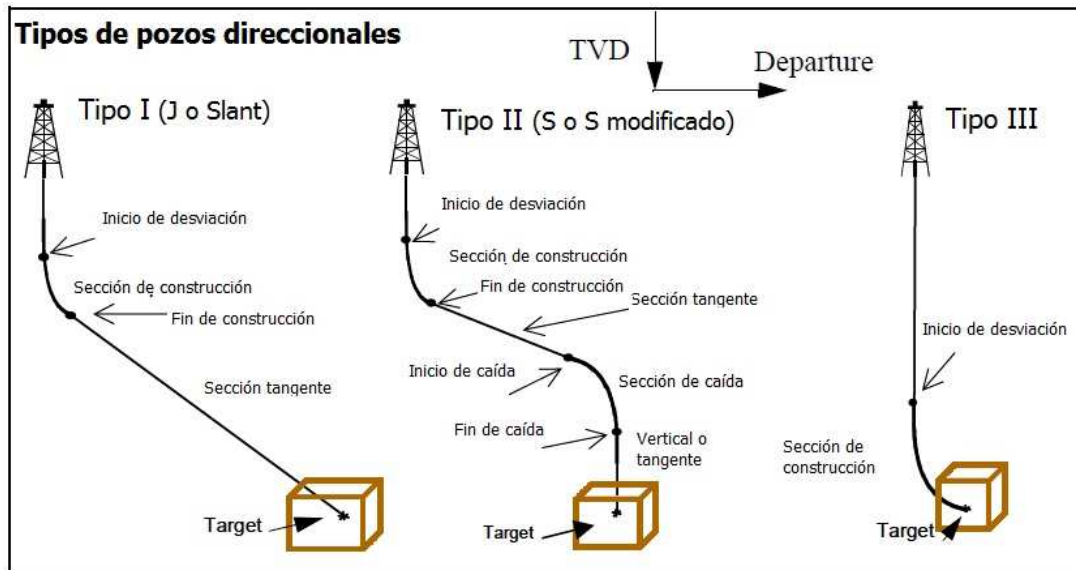 Tipos de pozos direccionales
TVD
Departure
Tipo I (J o Slant)
Inicio de desviación
Sección de construcción
Fin de construcción
Sección tangente
Target
Tipo II (S o S modificado)
Inicio de desviación
Sección de construcción
Fin de construcción
Sección tangente
Inicio de caída
Sección de caída
Fin de caída
Vertical o
tangente
Target
Tipo III
Inicio de desviación
Sección de
construcción
Target